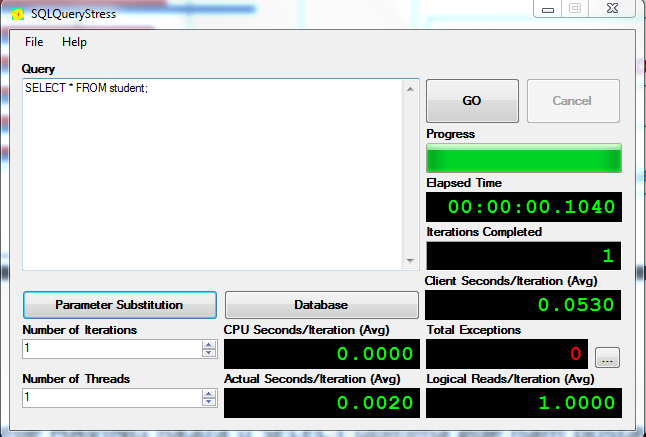 SQLQueryStress
File Help
Query
SELECT * FROM student;
GO
Cancel
Progress
Elapsed Time
00:00:00.1040
Iterations Completed
1
Client Seconds/Iteration (Avg)
0.0530
Parameter Substitution
Database
Number of Iterations
1
CPU Seconds/Iteration (Avg)
0.0000
Total Exceptions
0
...
Number of Threads
1
Actual Seconds/Iteration (Avg)
0.0020
Logical Reads/Iteration (Avg)
1.0000